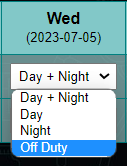 Wed
(2023-07-05)
Day + Night
Day + Night
Day
Night
Off Duty